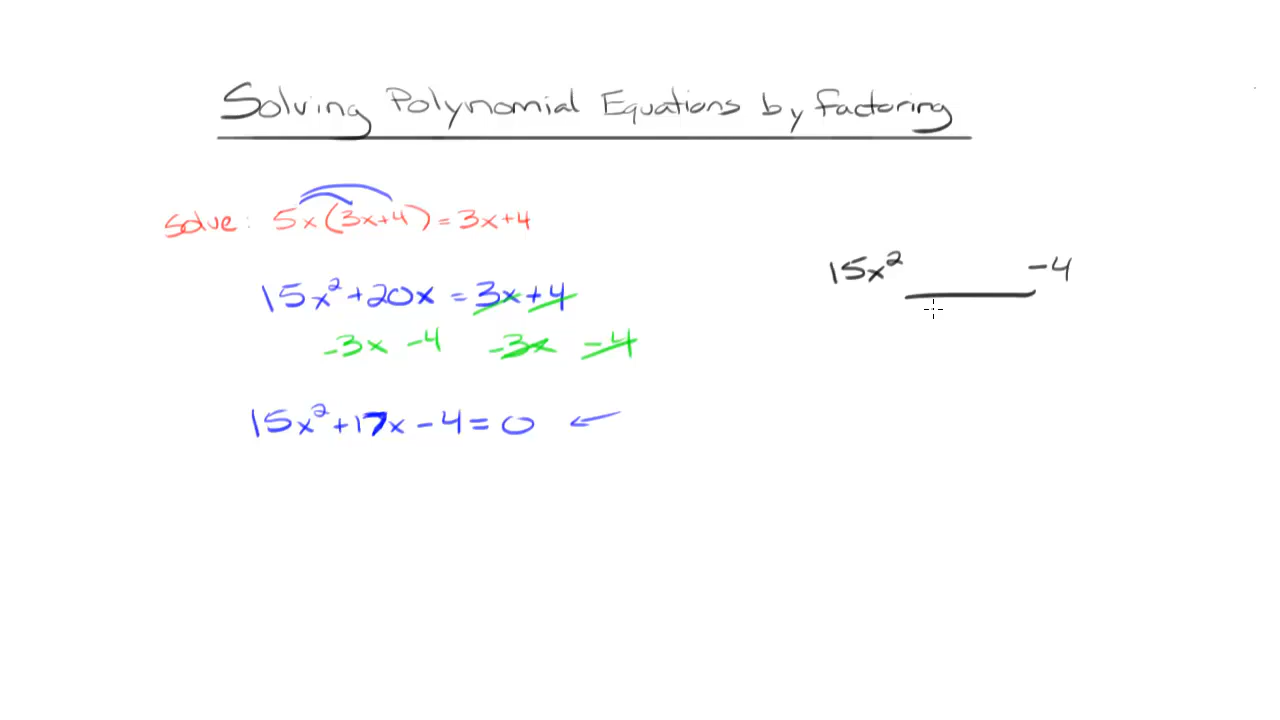 Solving Polynomial Equations by factoring
Solve: 5x(3x+4)=3x+4
15x²+20x=3x+4
-3x -4 -3x -4
15x²+17x-4=0 ←
15x² -4